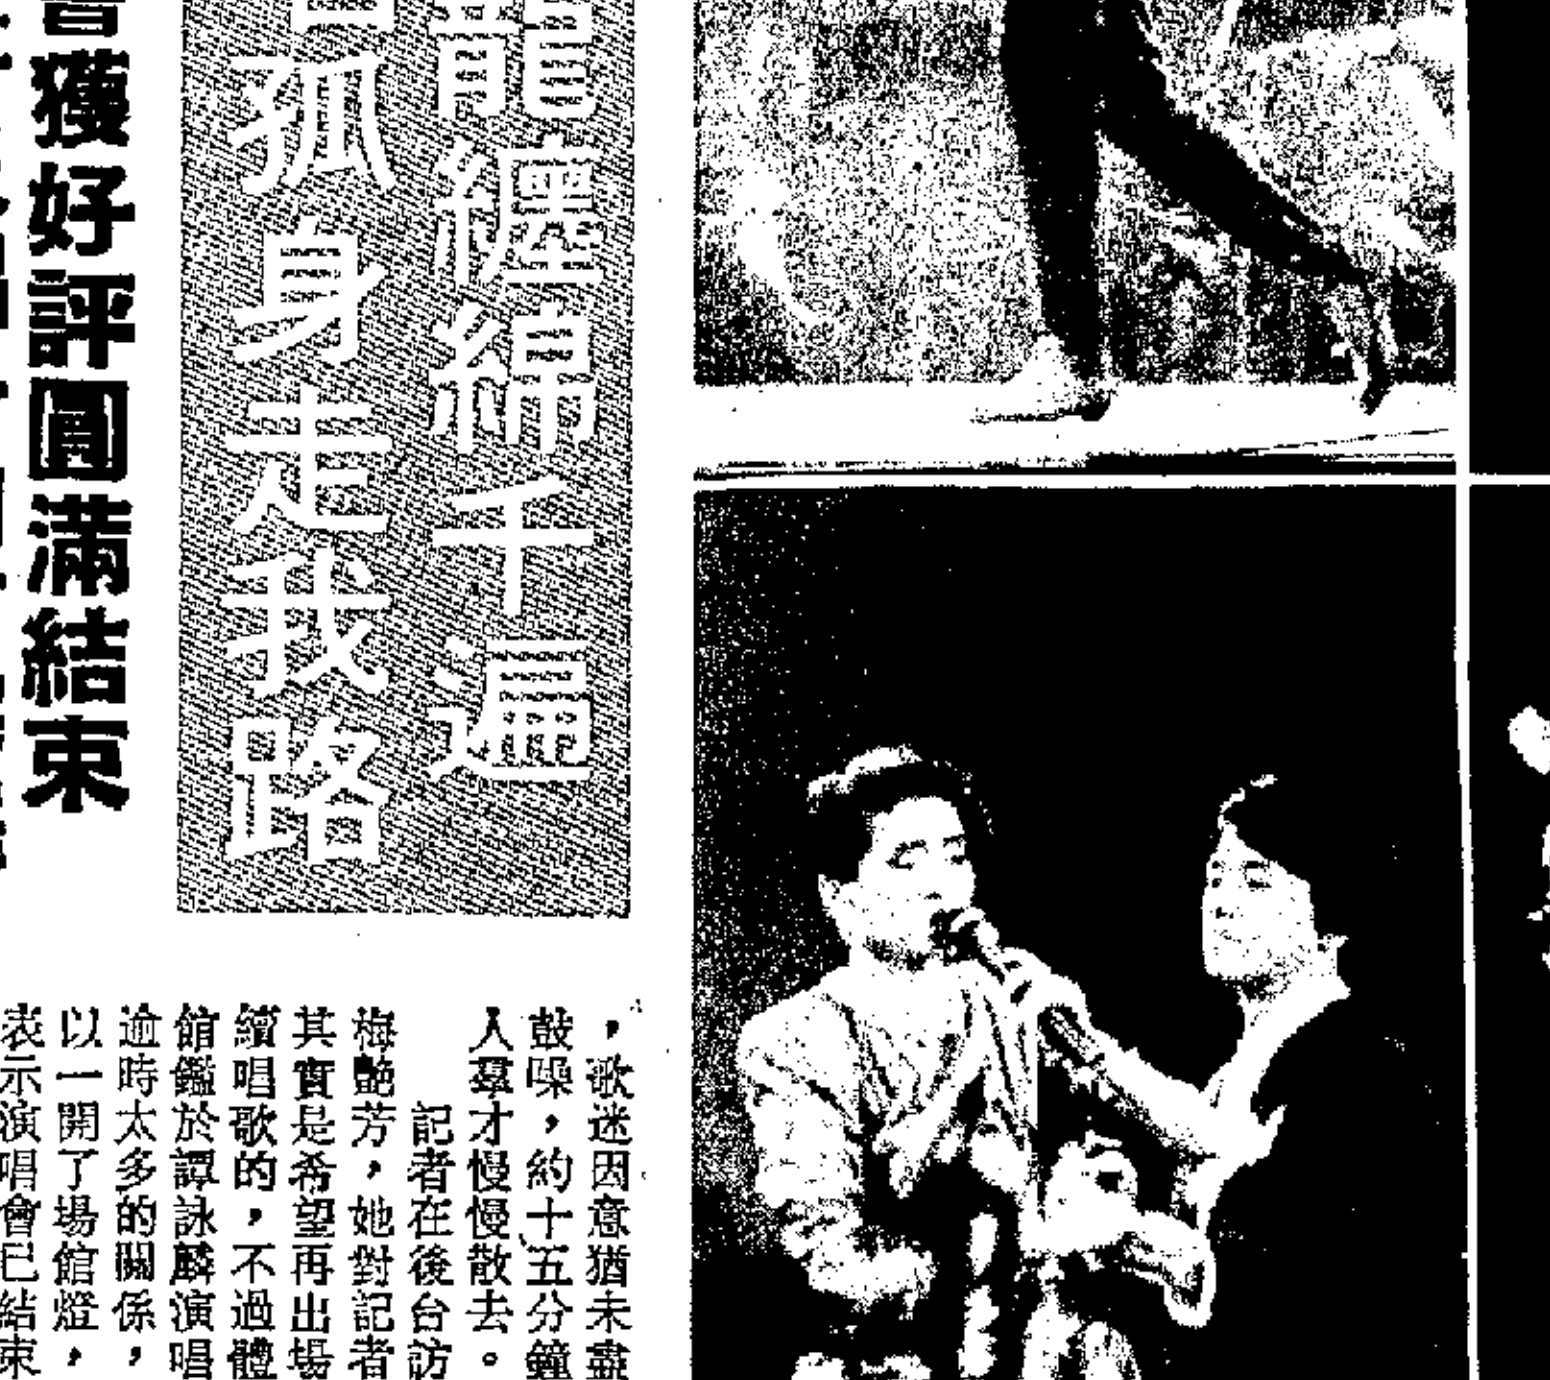 龍纏綿千遍
孤身走我路
獲好評圓滿結束
，歌迷因意猶未盡
鼓噪，約十五分鐘
人羣才慢慢散去。
記者在後台訪
梅艷芳，她對記者
其實是希望再出場
續唱歌的，不過體
館鑑於譚詠麟演唱
逾時太多的關係，
以一開了場館燈，
表示演唱會已結束